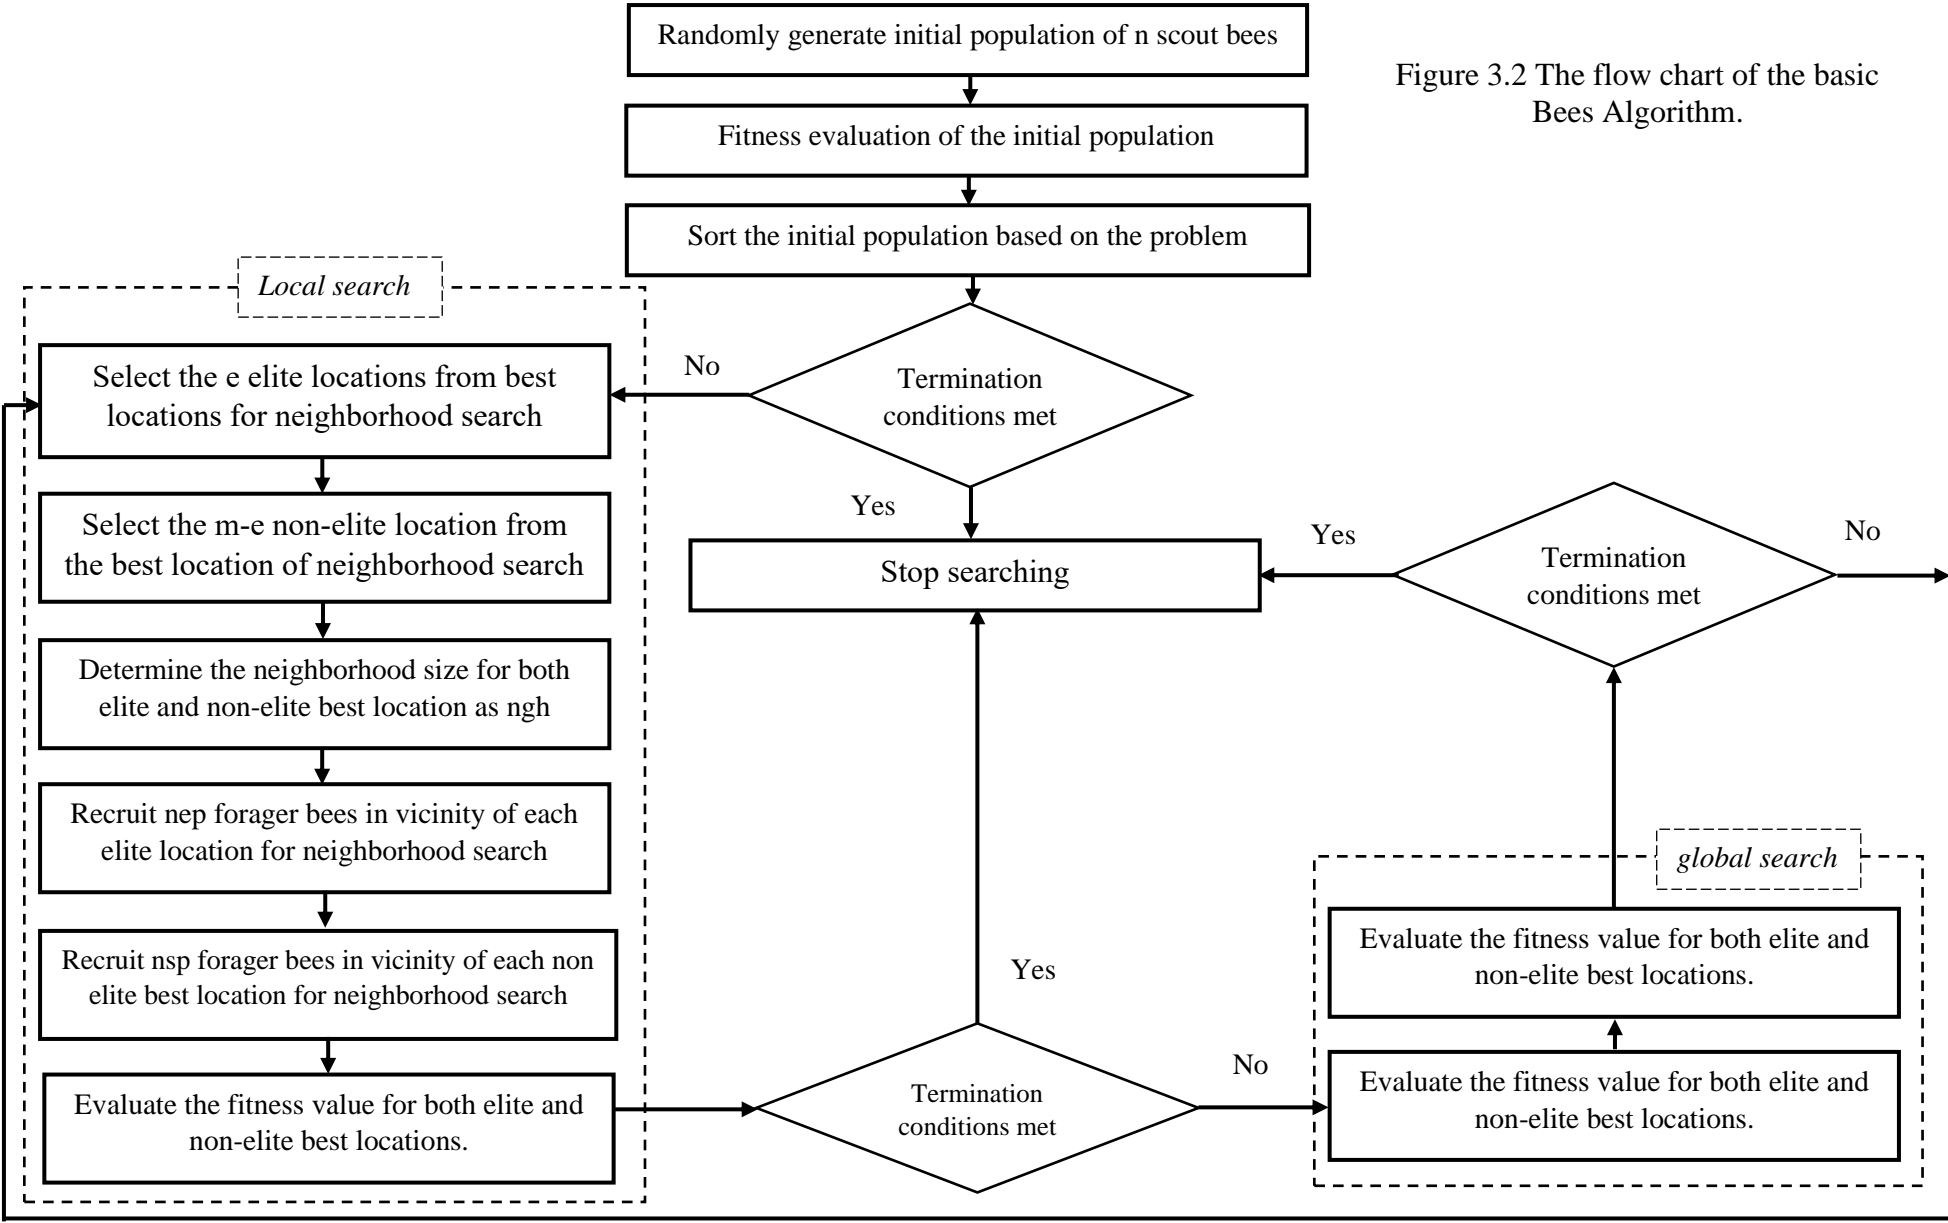 Randomly generate initial population of n scout bees
Figure 3.2 The flow chart of the basic
Bees Algorithm.
Fitness evaluation of the initial population
Sort the initial population based on the problem
Local search
Select the e elite locations from best
locations for neighborhood search
No
Termination
conditions met
Select the m-e non-elite location from
the best location of neighborhood search
Yes
Stop searching
Yes
Termination
conditions met
No
Determine the neighborhood size for both
elite and non-elite best location as ngh
Recruit nep forager bees in vicinity of each
elite location for neighborhood search
Recruit nsp forager bees in vicinity of each non
elite best location for neighborhood search
Evaluate the fitness value for both elite and
non-elite best locations.
Yes
Termination
conditions met
No
global search
Evaluate the fitness value for both elite and
non-elite best locations.
Evaluate the fitness value for both elite and
non-elite best locations.